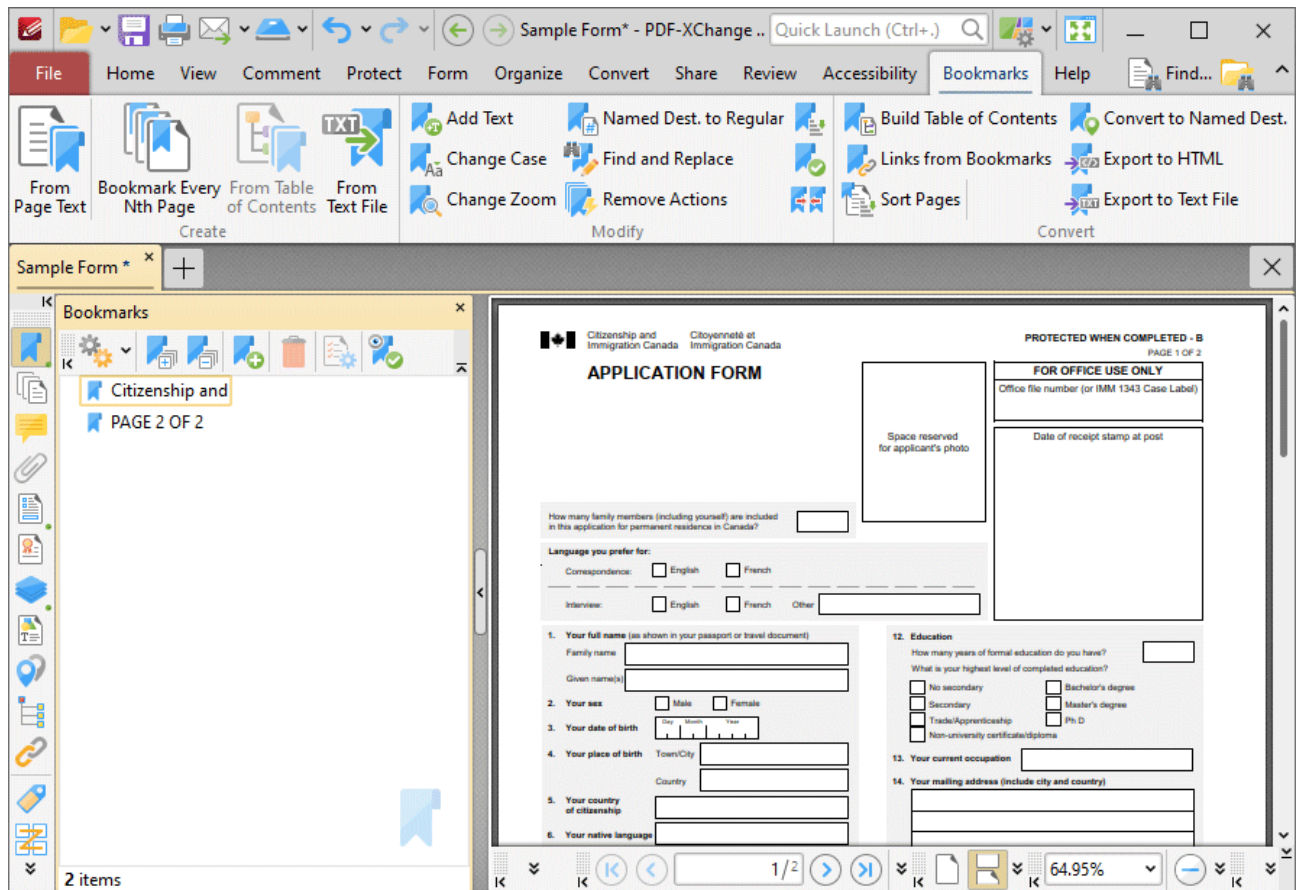 Sample Form* - PDF-XChange .. Quick Launch (Ctrl+.)
File Home View Comment Protect Form Organize Convert Share Review Accessibility Bookmarks Help Find...
From Page Text
Bookmark Every Nth Page
From Table of Contents
TXT
From Text File
Create
Add Text
Change Case
Change Zoom
Named Dest. to Regular
Find and Replace
Remove Actions
Modify
Build Table of Contents
Links from Bookmarks
Sort Pages
Convert to Named Dest.
Export to HTML
Export to Text File
Convert
Sample Form *
Bookmarks
Citizenship and
PAGE 2 OF 2
2 items
Citizenship and
Immigration Canada
Citoyenneté et
Immigration Canada
PROTECTED WHEN COMPLETED - B
PAGE 1 OF 2
APPLICATION FORM
FOR OFFICE USE ONLY
Office file number (or IMM 1343 Case Label)
Space reserved
for applicant's photo
Date of receipt stamp at post
How many family members (including yourself) are included
in this application for permanent residence in Canada?
Language you prefer for:
Correspondence: English French
Interview: English French Other
1. Your full name (as shown in your passport or travel document)
Family name
Given name(s)
2. Your sex Male Female
3. Your date of birth Day Month Year
4. Your place of birth Town/City
Country
5. Your country
of citizenship
6. Your native language
12. Education
How many years of formal education do you have?
What is your highest level of completed education?
No secondary Bachelor's degree
Secondary Master's degree
Trade/Apprenticeship Ph D
Non-university certificate/diploma
13. Your current occupation
14. Your mailing address (include city and country)
1/2
64.95%